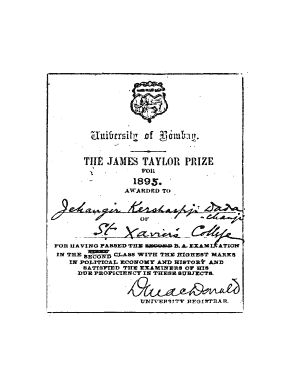 University of Bombay.
THE JAMES TAYLOR PRIZE
FOR
1895.
AWARDED TO
Jehangir Kershaspji Dada
-chanji
OF
St. Xavier's College
FOR HAVING PASSED THE SECOND B. A. EXAMINATION
IN THE SECOND CLASS WITH THE HIGHEST MARKS
IN POLITICAL ECONOMY AND HISTORY AND
SATISFIED THE EXAMINERS OF HIS
DUE PROFICIENCY IN THESE SUBJECTS.
MacDonald
UNIVERSITY REGISTRAR.